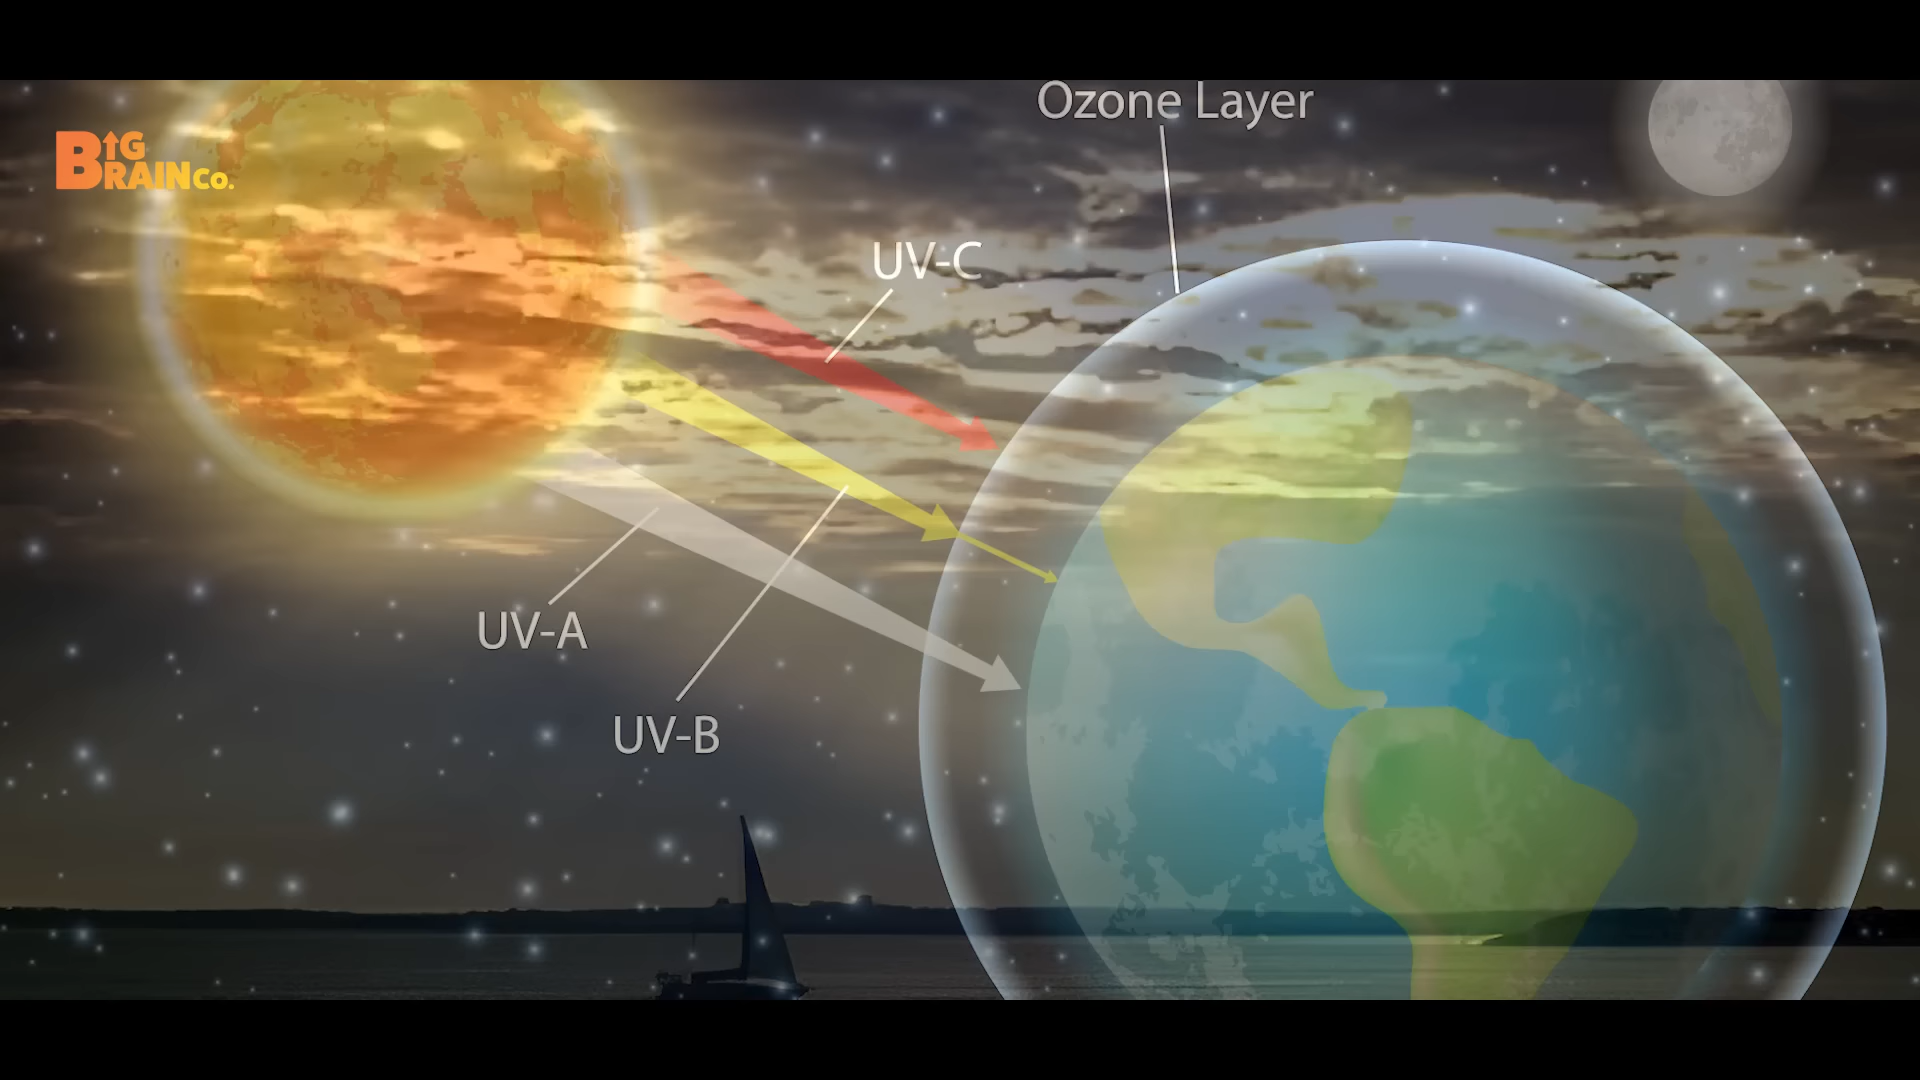 Ozone Layer
BIG
BRAIN CO.
UV-C
UV-A
UV-B